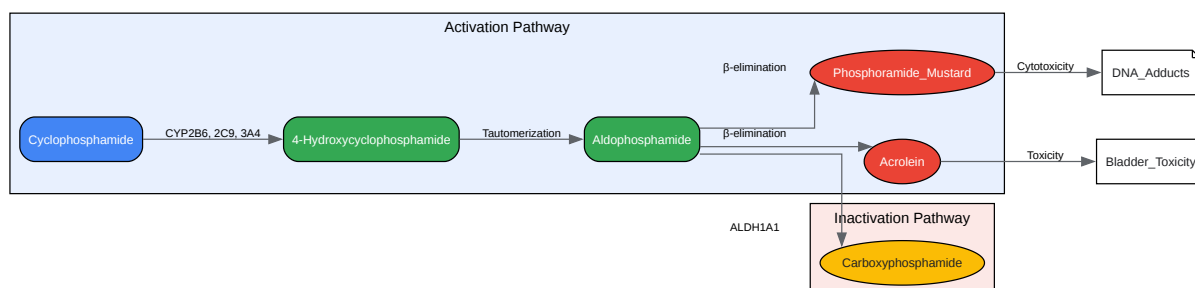 Activation Pathway
β-elimination
Phosphoramide_Mustard
Cytotoxicity
DNA_Adducts
Cyclophosphamide
CYP2B6, 2C9, 3A4
4-Hydroxycyclophosphamide
Tautomerization
Aldophosphamide
β-elimination
Acrolein
Toxicity
Bladder_Toxicity
Inactivation Pathway
ALDH1A1
Carboxyphosphamide